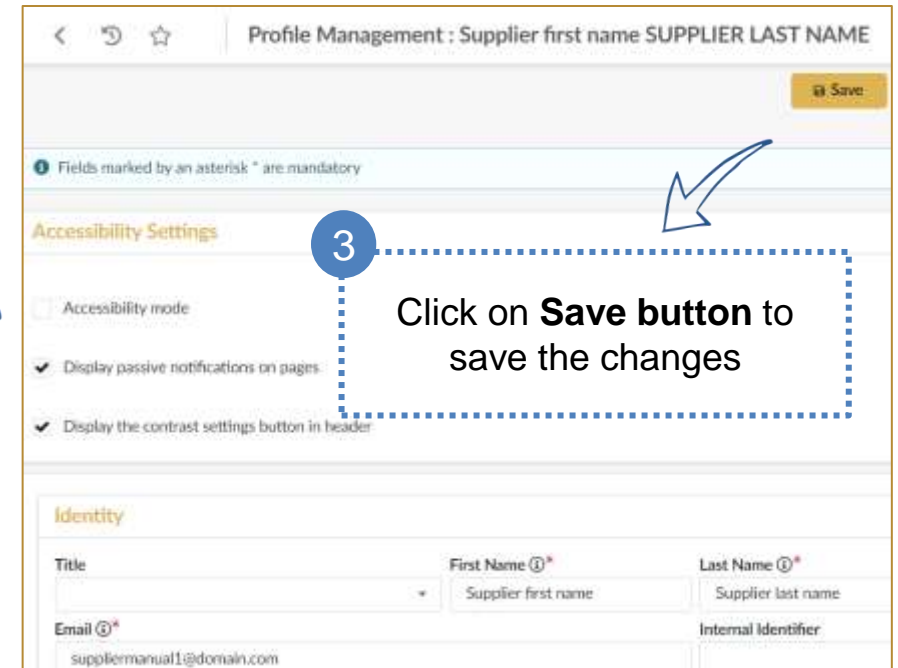 Profile Management : Supplier first name SUPPLIER LAST NAME
Save
Fields marked by an asterisk * are mandatory
Accessibility Settings
3
Accessibility mode
Click on Save button to
save the changes
Display passive notifications on pages
Display the contrast settings button in header
Identity
Title First Name ⓘ* Last Name ⓘ*
Supplier first name Supplier last name
Email ⓘ* Internal Identifier
suppliermanual1@domain.com